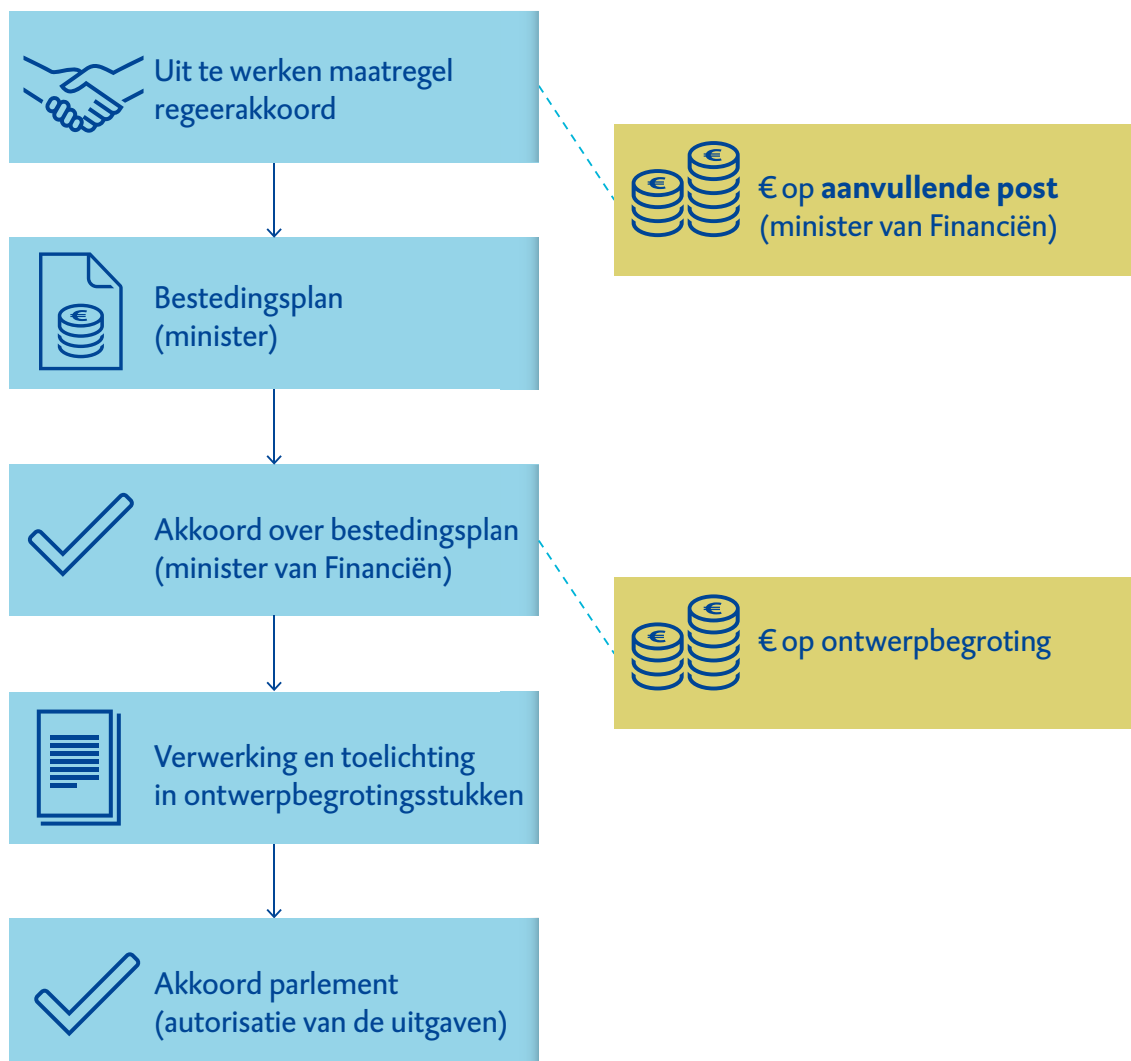 Uit te werken maatregel
regeerakkoord
€ op aanvullende post
(minister van Financiën)
Bestedingsplan
(minister)
Akkoord over bestedingsplan
(minister van Financiën)
€ op ontwerpbegroting
Verwerking en toelichting
in ontwerpbegrotingsstukken
Akkoord parlement
(autorisatie van de uitgaven)